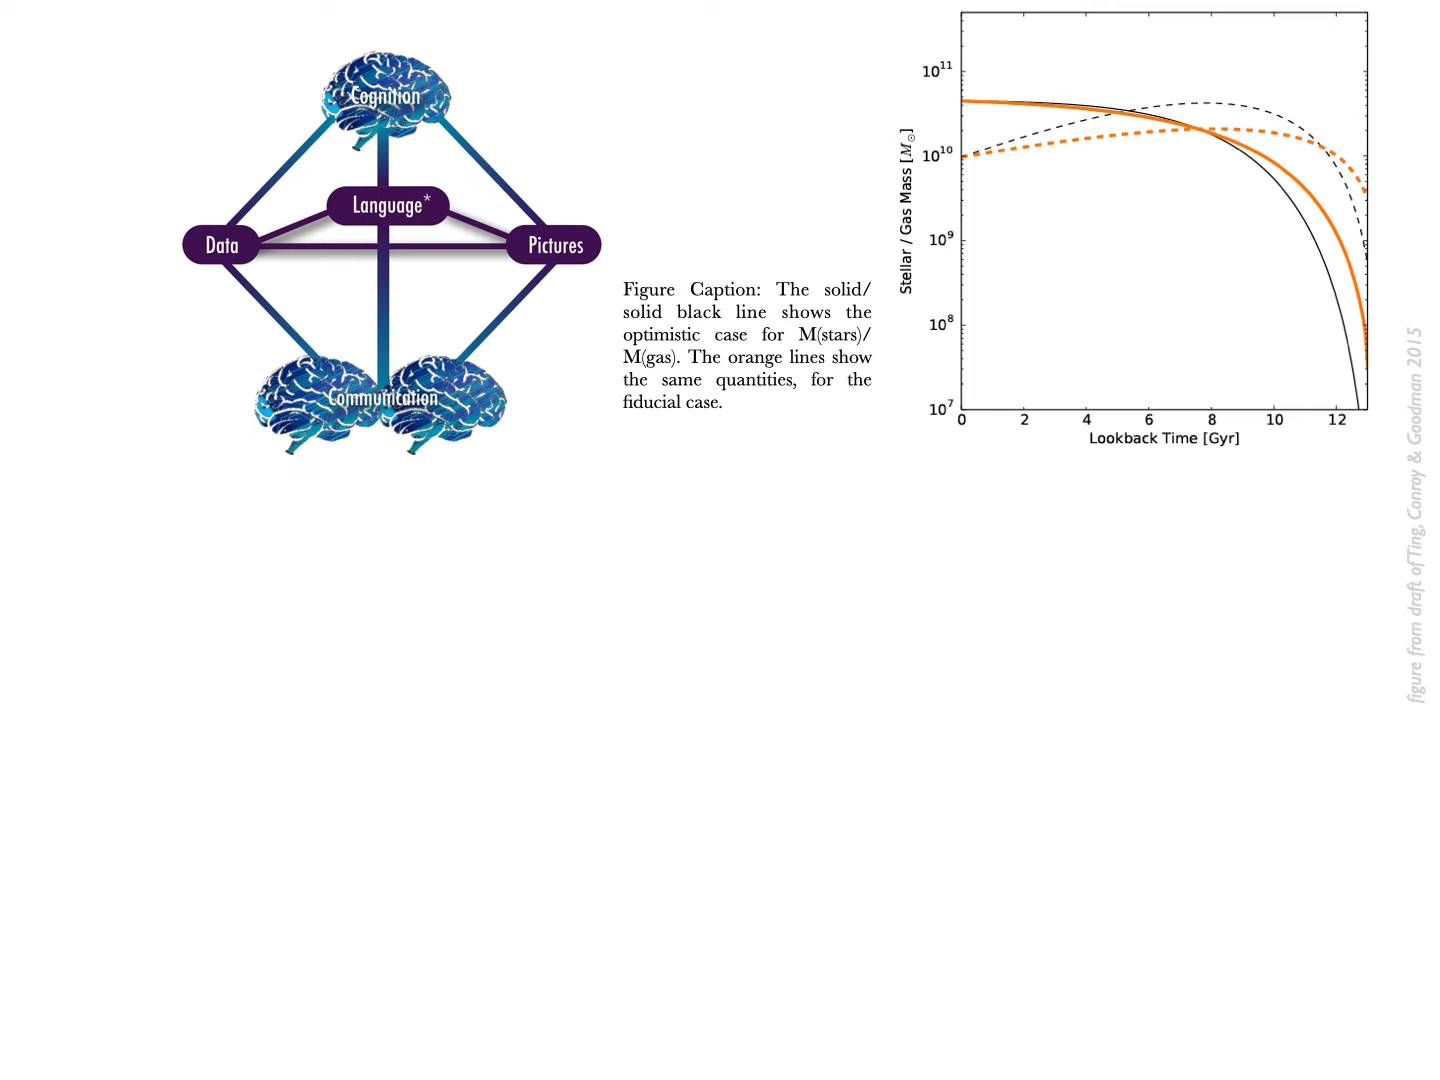 Cognition
Language*
Data
Pictures
Communication
Figure Caption: The solid/
solid black line shows the
optimistic case for M(stars)/
M(gas). The orange lines show
the same quantities, for the
fiducial case.
Stellar / Gas Mass [M⊙]
10¹¹
10¹⁰
10⁹
10⁸
10⁷
0 2 4 6 8 10 12
Lookback Time [Gyr]
figure from draft of Ting, Conroy & Goodman 2015